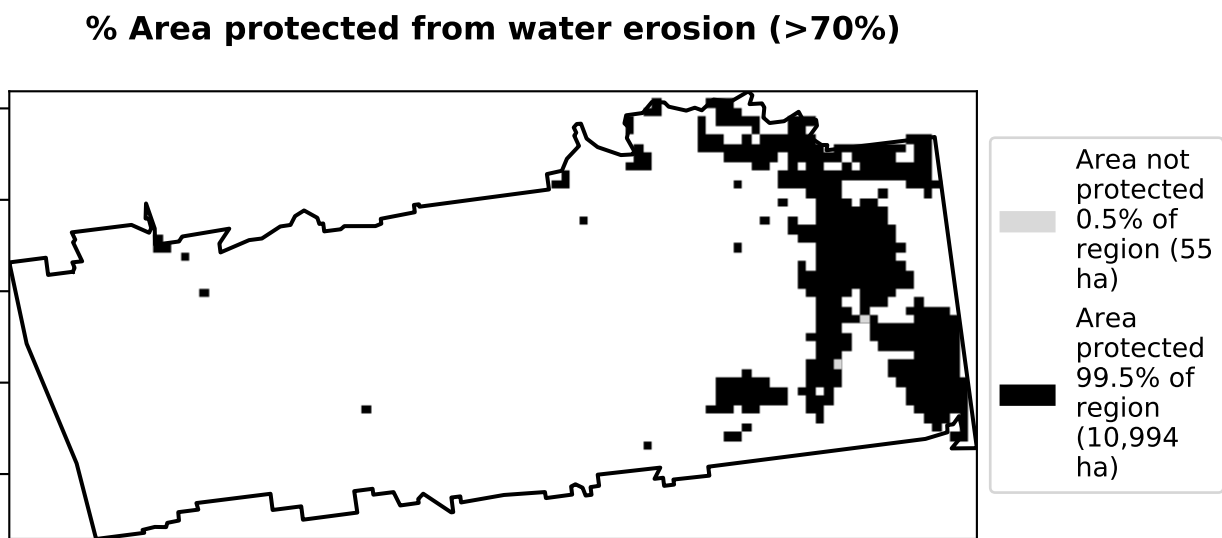 % Area protected from water erosion (>70%)
Area not
protected
0.5% of
region (55
ha)
Area
protected
99.5% of
region
(10,994
ha)